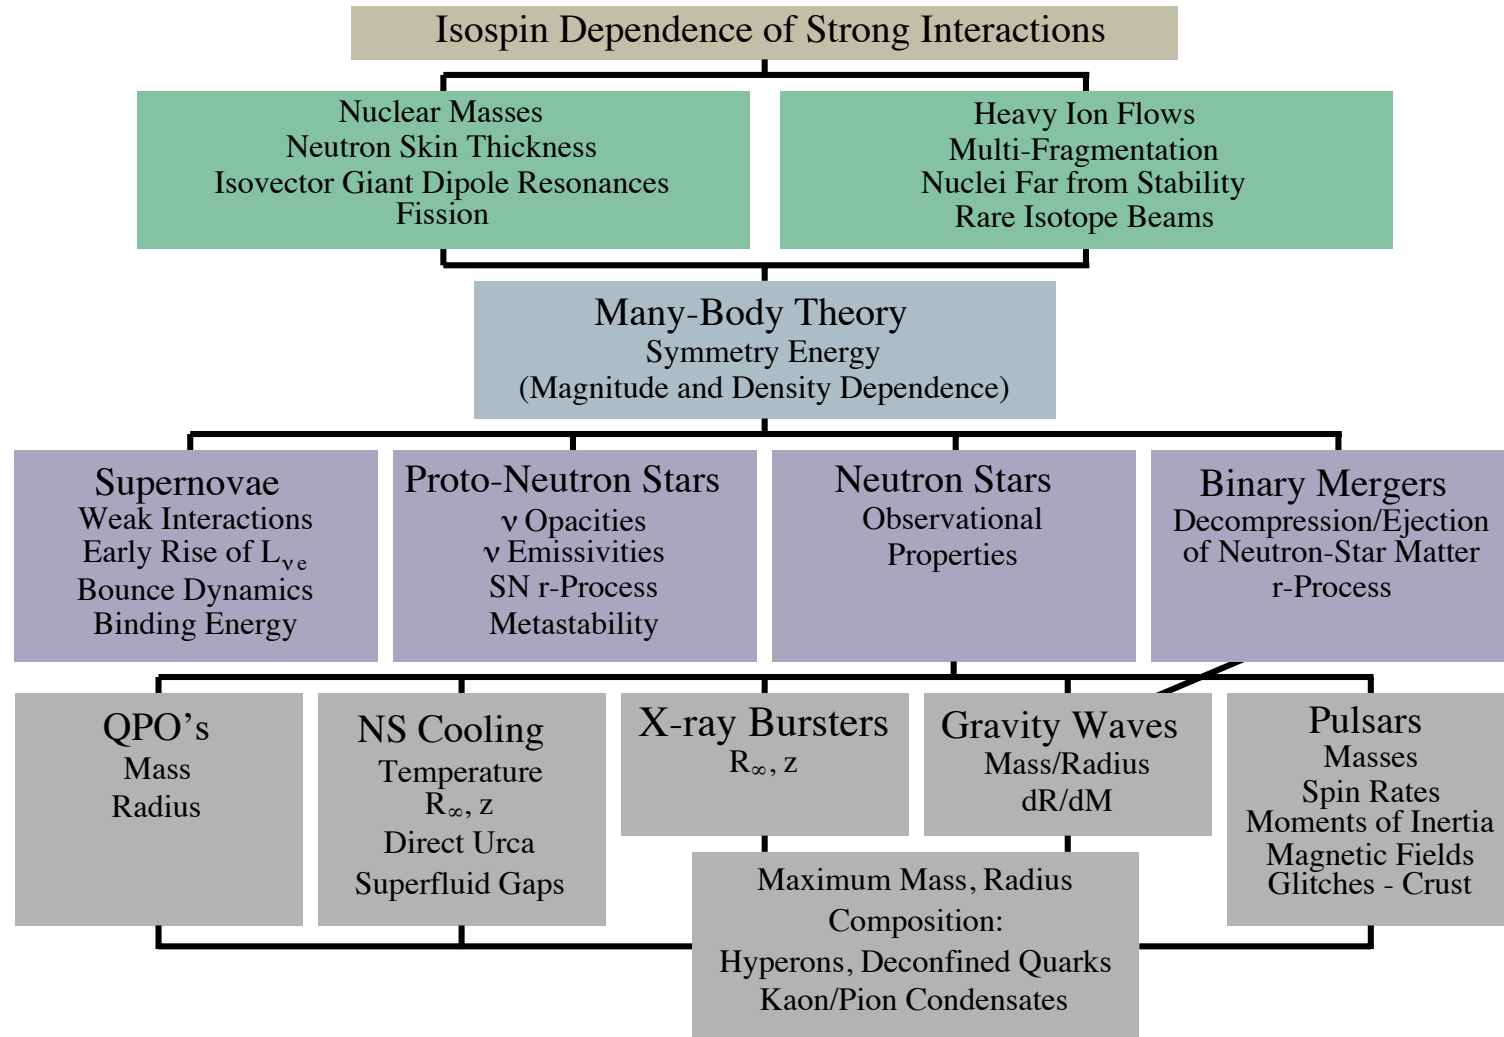 Isospin Dependence of Strong Interactions
Nuclear Masses
Neutron Skin Thickness
Isovector Giant Dipole Resonances
Fission
Heavy Ion Flows
Multi-Fragmentation
Nuclei Far from Stability
Rare Isotope Beams
Many-Body Theory
Symmetry Energy
(Magnitude and Density Dependence)
Supernovae
Weak Interactions
Early Rise of L_ν e
Bounce Dynamics
Binding Energy
Proto-Neutron Stars
ν Opacities
ν Emissivities
SN r-Process
Metastability
Neutron Stars
Observational
Properties
Binary Mergers
Decompression/Ejection
of Neutron-Star Matter
r-Process
QPO’s
Mass
Radius
NS Cooling
Temperature
R∞, z
Direct Urca
Superfluid Gaps
X-ray Bursters
R∞, z
Gravity Waves
Mass/Radius
dR/dM
Pulsars
Masses
Spin Rates
Moments of Inertia
Magnetic Fields
Glitches - Crust
Maximum Mass, Radius
Composition:
Hyperons, Deconfined Quarks
Kaon/Pion Condensates